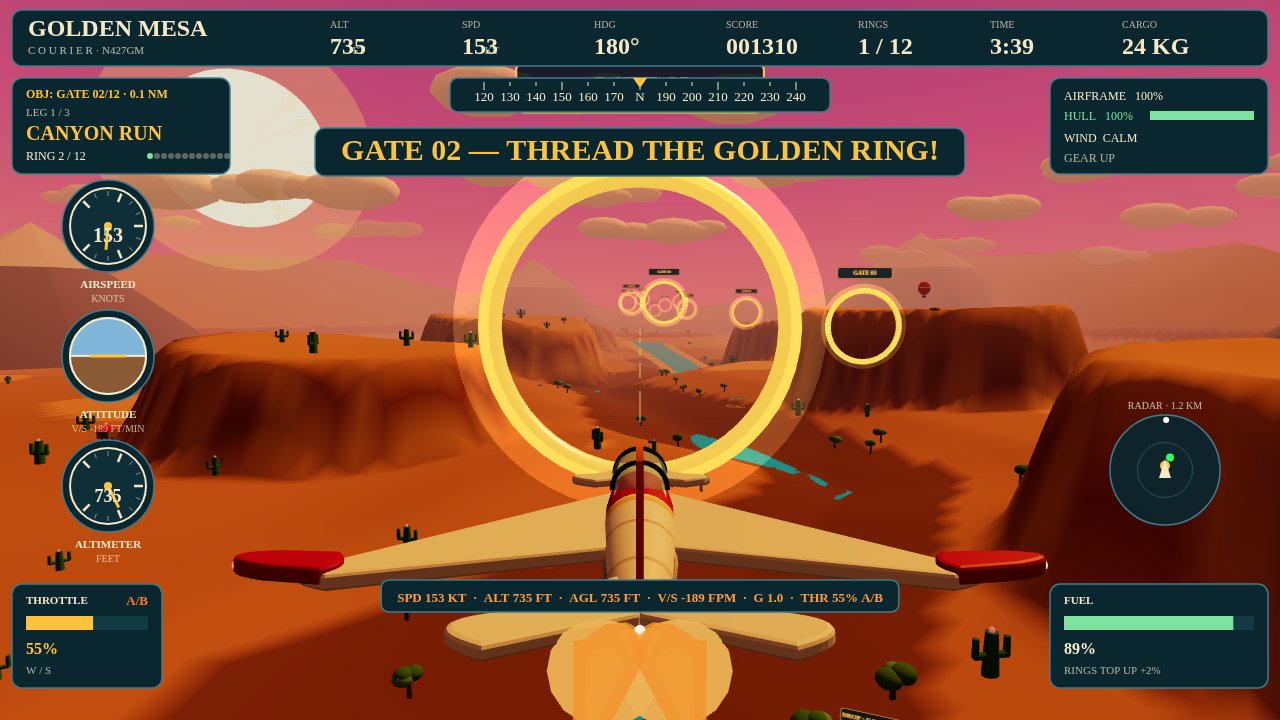 GOLDEN MESA
COURIER · N427GM
ALT
735
SPD
153
HDG
180°
SCORE
001310
RINGS
1 / 12
TIME
3:39
CARGO
24 KG
OBJ: GATE 02/12 · 0.1 NM
LEG 1 / 3
CANYON RUN
RING 2 / 12
120 130 140 150 160 170 N 190 200 210 220 230 240
AIRFRAME 100%
HULL 100%
WIND CALM
GEAR UP
GATE 02 — THREAD THE GOLDEN RING!
153
AIRSPEED
KNOTS
GATE 03
ATTITUDE
V/S -189 FT/MIN
735
ALTIMETER
FEET
RADAR · 1.2 KM
THROTTLE A/B
55%
W / S
SPD 153 KT · ALT 735 FT · AGL 735 FT · V/S -189 FPM · G 1.0 · THR 55% A/B
FUEL
89%
RINGS TOP UP +2%